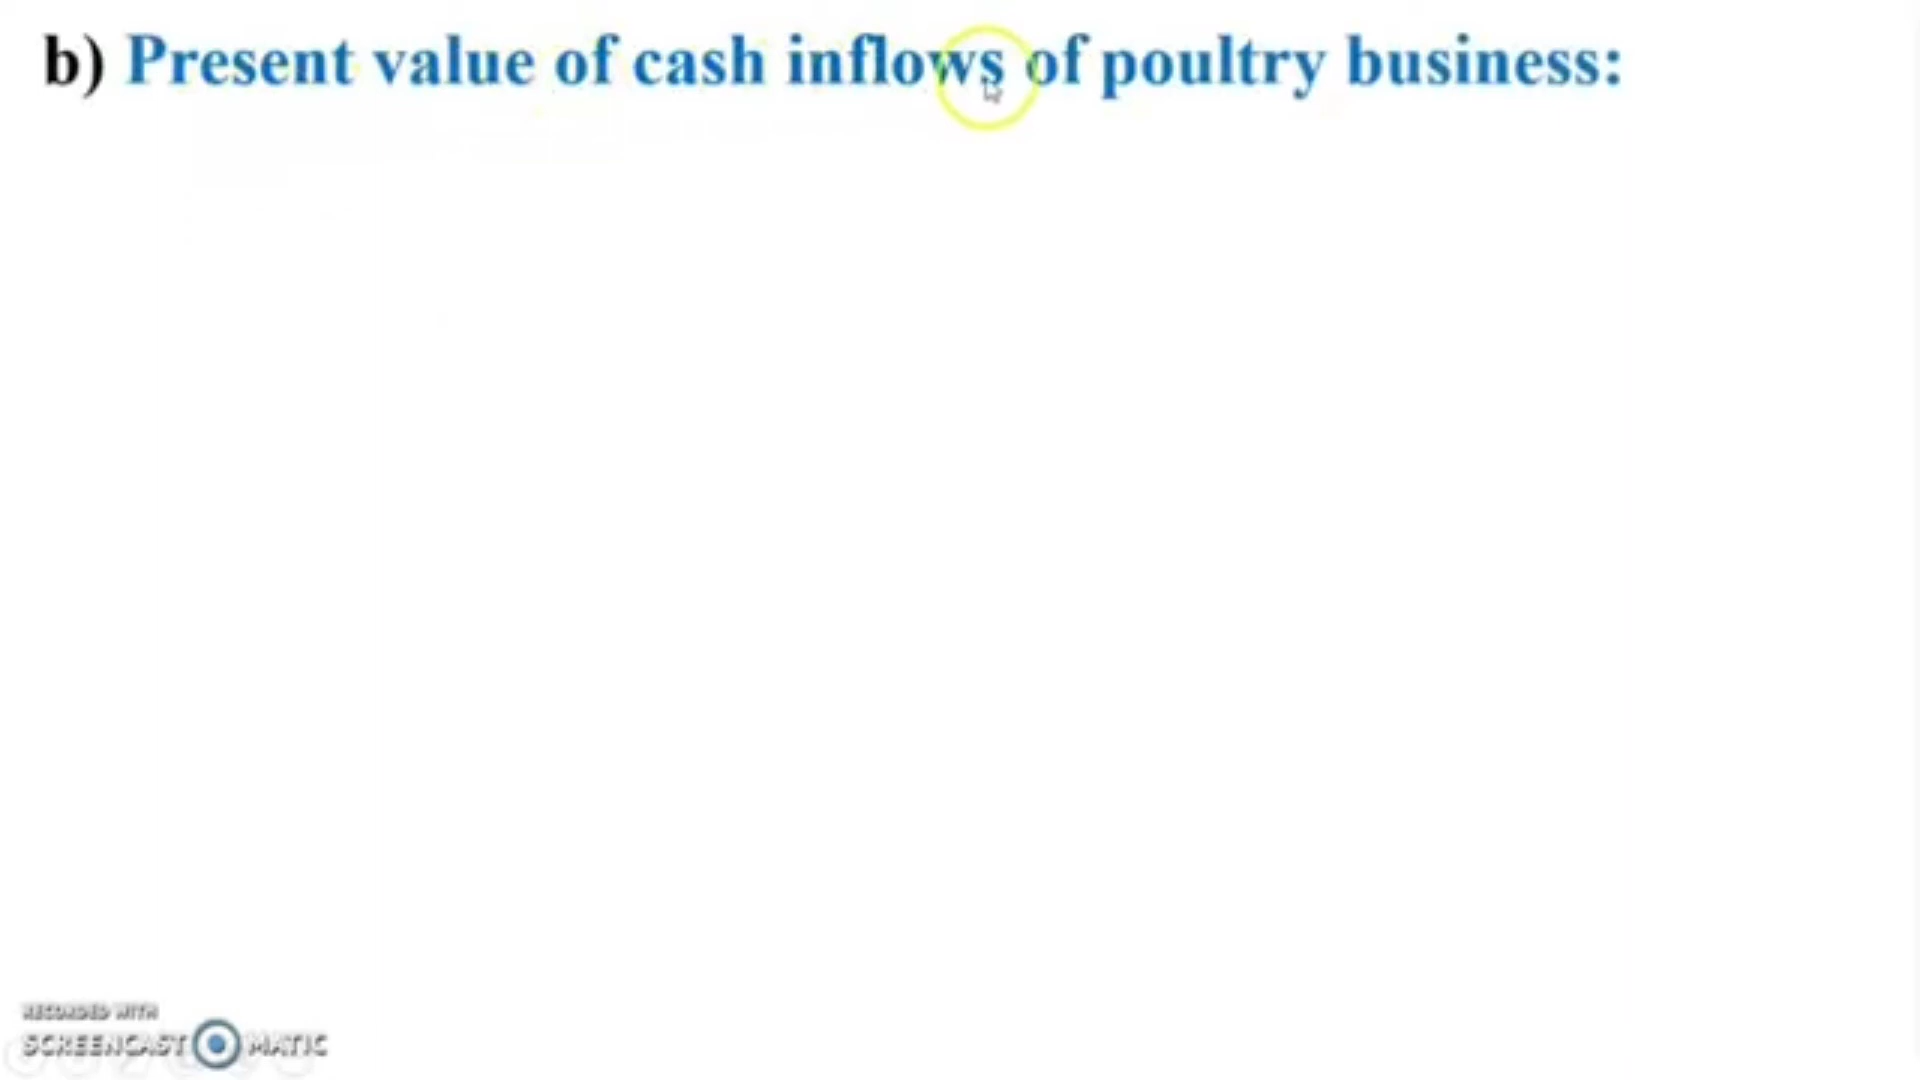 b) Present value of cash inflows of poultry business:
RECORDED WITH
SCREENCAST MATIC